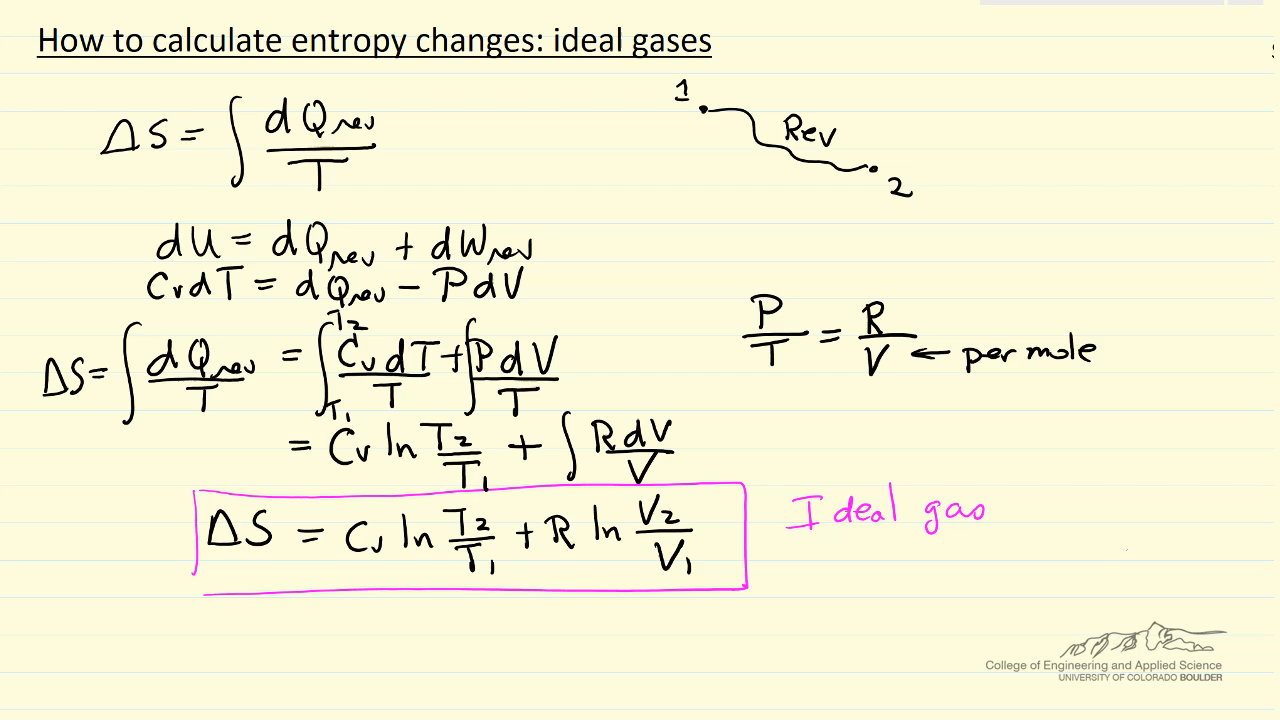 How to calculate entropy changes: ideal gases
ΔS = ∫ dQrev / T
1 Rev 2
dU = dQrev + dWrev
CvdT = dQrev − PdV
P/T = R/V ← per mole
ΔS = ∫ dQrev / T = ∫ T1 T2 CvdT / T + ∫ PdV / T
= Cv ln T2/T1 + ∫ RdV / V
ΔS = Cv ln T2/T1 + R ln V2/V1
Ideal gas
College of Engineering and Applied Science
UNIVERSITY OF COLORADO BOULDER